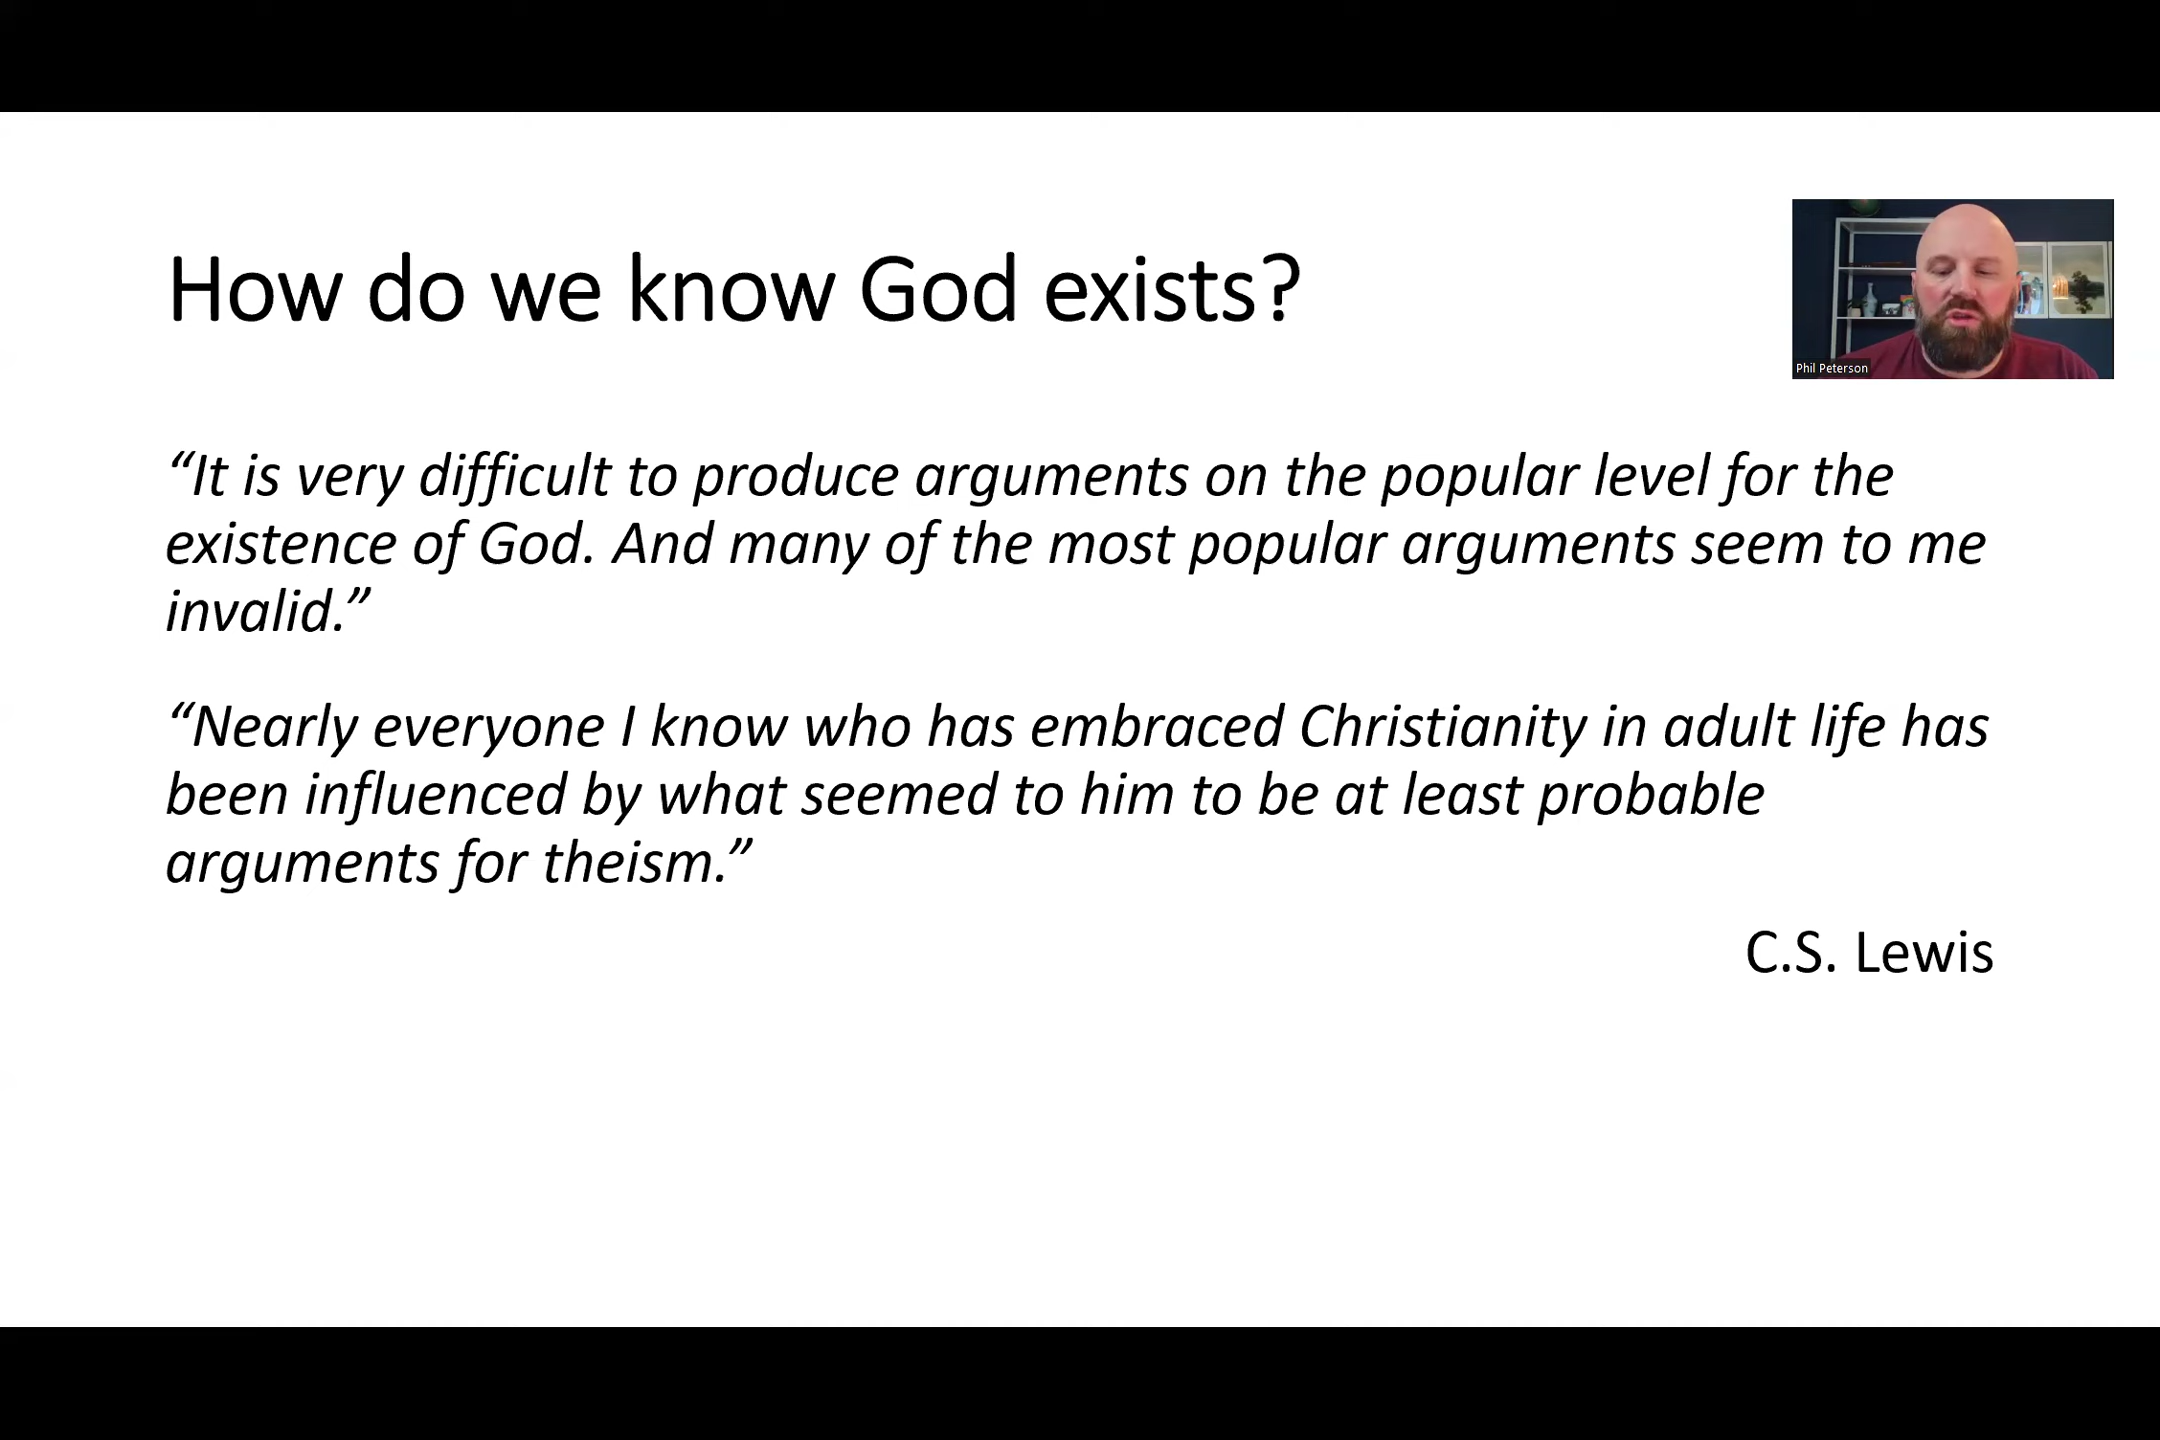 How do we know God exists?
Phil Peterson
“It is very difficult to produce arguments on the popular level for the
existence of God. And many of the most popular arguments seem to me
invalid.”
“Nearly everyone I know who has embraced Christianity in adult life has
been influenced by what seemed to him to be at least probable
arguments for theism.”
C.S. Lewis